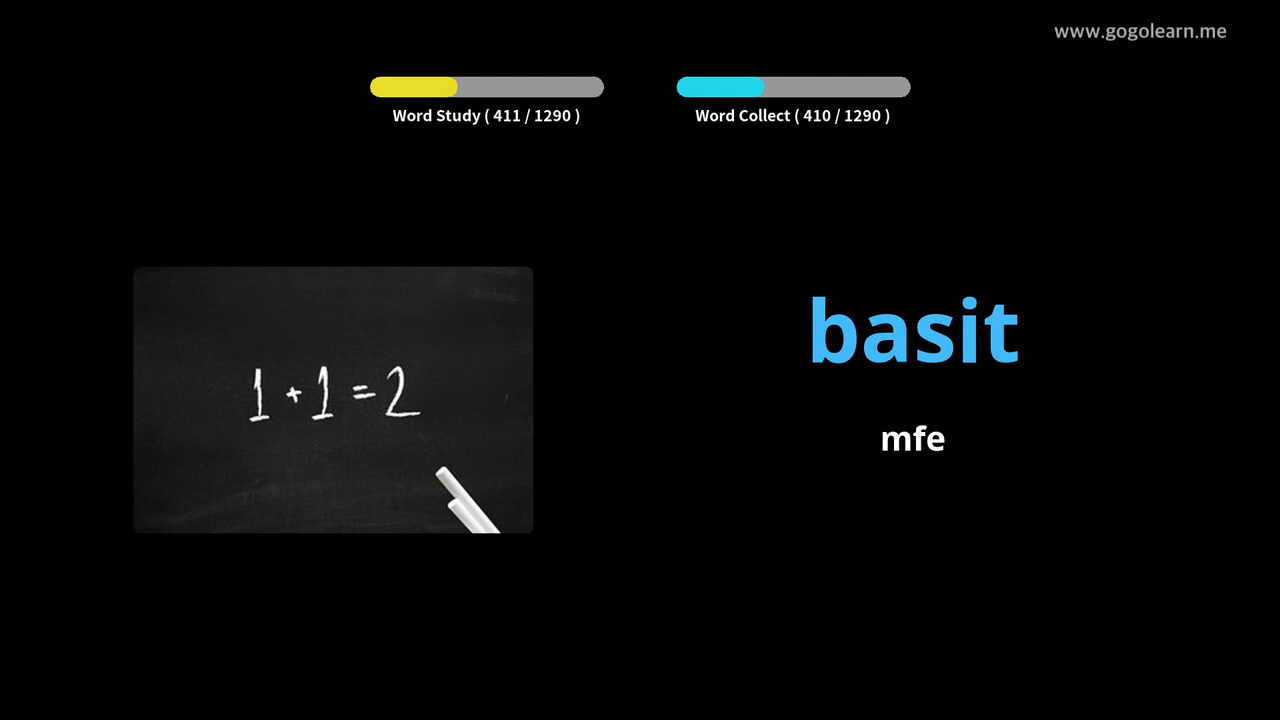 www.gogolearn.me
Word Study ( 411 / 1290 )
Word Collect ( 410 / 1290 )
1 + 1 = 2
basit
mfe